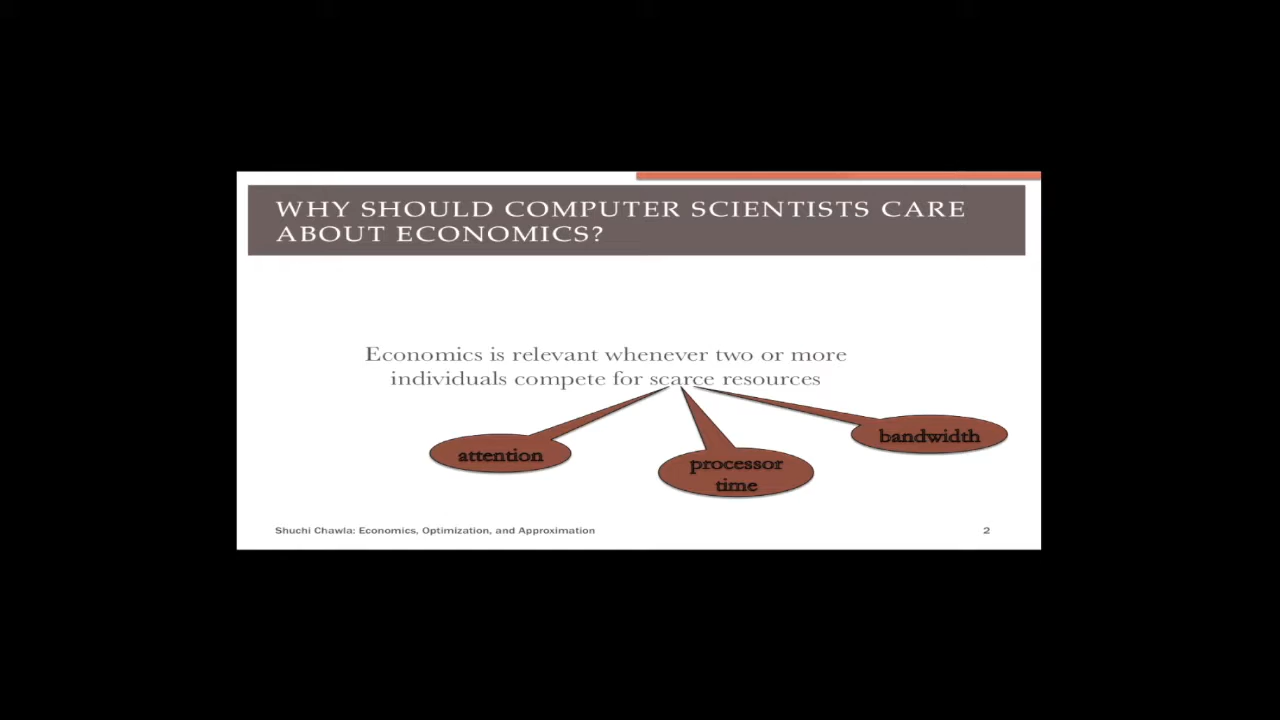 WHY SHOULD COMPUTER SCIENTISTS CARE
ABOUT ECONOMICS?
Economics is relevant whenever two or more
individuals compete for scarce resources
attention
processor
time
bandwidth
Shuchi Chawla: Economics, Optimization, and Approximation
2